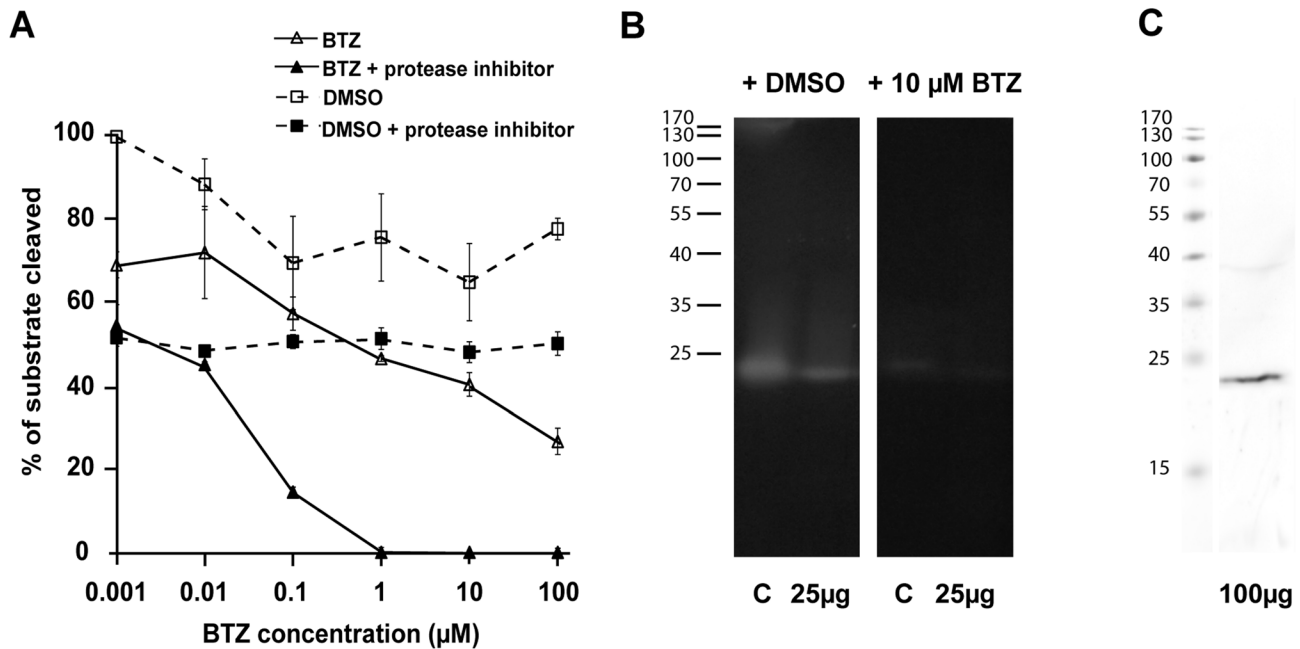 A
BTZ
BTZ + protease inhibitor
DMSO
DMSO + protease inhibitor
% of substrate cleaved
100
80
60
40
20
0
0.001 0.01 0.1 1 10 100
BTZ concentration (µM)
B
+ DMSO + 10 µM BTZ
170
130
100
70
55
40
35
25
C 25µg C 25µg
C
170
130
100
70
55
40
35
25
15
100µg